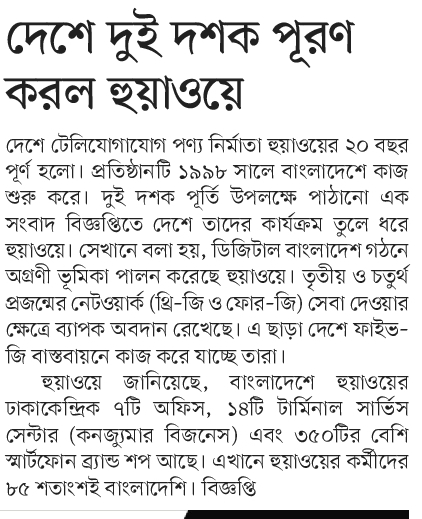 দেশে দুই দশক পূরণ
করল হুয়াওয়ে
দেশে টেলিযোগাযোগ পণ্য নির্মাতা হুয়াওয়ের ২০ বছর
পূর্ণ হলো। প্রতিষ্ঠানটি ১৯৯৮ সালে বাংলাদেশে কাজ
শুরু করে। দুই দশক পূর্তি উপলক্ষে পাঠানো এক
সংবাদ বিজ্ঞপ্তিতে দেশে তাদের কার্যক্রম তুলে ধরে
হুয়াওয়ে। সেখানে বলা হয়, ডিজিটাল বাংলাদেশ গঠনে
অগ্রণী ভূমিকা পালন করেছে হুয়াওয়ে। তৃতীয় ও চতুর্থ
প্রজন্মের নেটওয়ার্ক (থ্রি-জি ও ফোর-জি) সেবা দেওয়ার
ক্ষেত্রে ব্যাপক অবদান রেখেছে। এ ছাড়া দেশে ফাইভ-
জি বাস্তবায়নে কাজ করে যাচ্ছে তারা।
হুয়াওয়ে জানিয়েছে, বাংলাদেশে হুয়াওয়ের
ঢাকাকেন্দ্রিক ৭টি অফিস, ১৪টি টার্মিনাল সার্ভিস
সেন্টার (কনজ্যুমার বিজনেস) এবং ৩৫০টির বেশি
স্মার্টফোন ব্র্যান্ড শপ আছে। এখানে হুয়াওয়ের কর্মীদের
৮৫ শতাংশই বাংলাদেশি। বিজ্ঞপ্তি